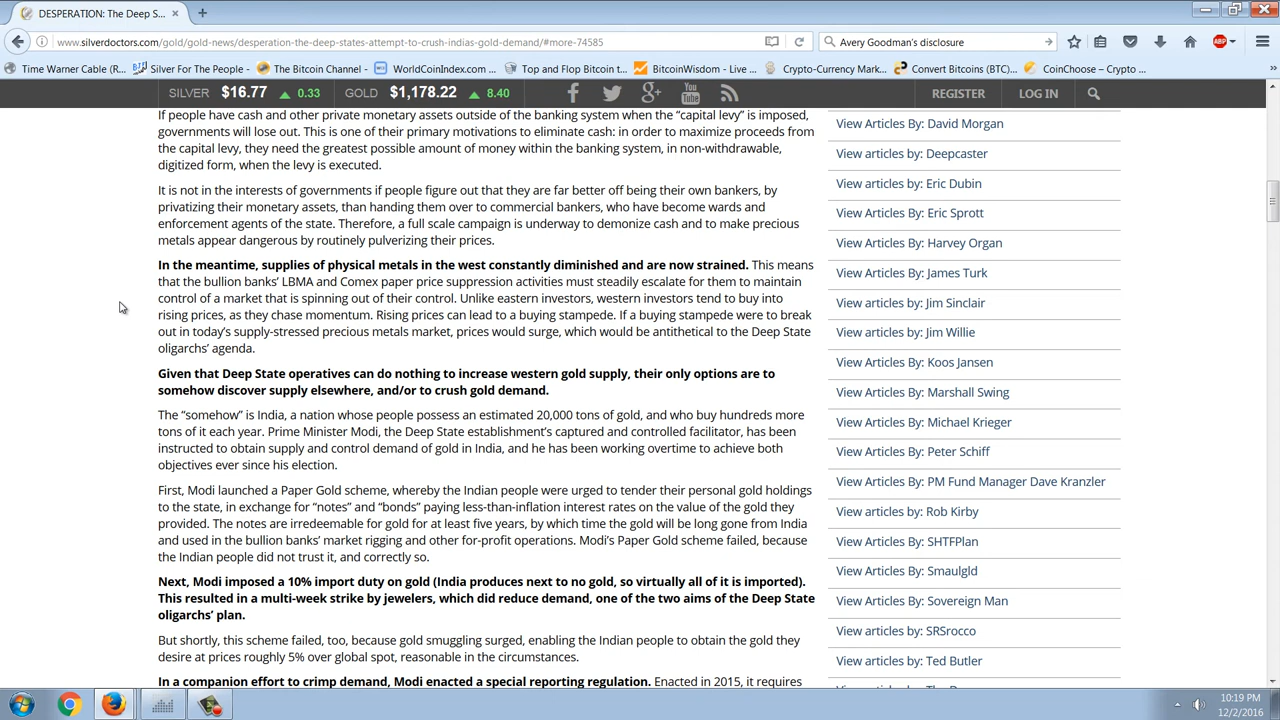 DESPERATION: The Deep S...
www.silverdoctors.com/gold/gold-news/desperation-the-deep-states-attempt-to-crush-indias-gold-demand/#more-74585
Avery Goodman's disclosure
ABP
Time Warner Cable (R...
Silver For The People - ...
The Bitcoin Channel - ...
WorldCoinIndex.com - ...
Top and Flop Bitcoin t...
BitcoinWisdom - Live ...
Crypto-Currency Mark...
Convert Bitcoins (BTC)...
CoinChoose – Crypto ...
SILVER $16.77 0.33 GOLD $1,178.22 8.40
REGISTER
LOG IN
If people have cash and other private monetary assets outside of the banking system when the “capital levy” is imposed,
governments will lose out. This is one of their primary motivations to eliminate cash: in order to maximize proceeds from
the capital levy, they need the greatest possible amount of money within the banking system, in non-withdrawable,
digitized form, when the levy is executed.
It is not in the interests of governments if people figure out that they are far better off being their own bankers, by
privatizing their monetary assets, than handing them over to commercial bankers, who have become wards and
enforcement agents of the state. Therefore, a full scale campaign is underway to demonize cash and to make precious
metals appear dangerous by routinely pulverizing their prices.
In the meantime, supplies of physical metals in the west constantly diminished and are now strained. This means
that the bullion banks’ LBMA and Comex paper price suppression activities must steadily escalate for them to maintain
control of a market that is spinning out of their control. Unlike eastern investors, western investors tend to buy into
rising prices, as they chase momentum. Rising prices can lead to a buying stampede. If a buying stampede were to break
out in today’s supply-stressed precious metals market, prices would surge, which would be antithetical to the Deep State
oligarchs’ agenda.
Given that Deep State operatives can do nothing to increase western gold supply, their only options are to
somehow discover supply elsewhere, and/or to crush gold demand.
The “somehow” is India, a nation whose people possess an estimated 20,000 tons of gold, and who buy hundreds more
tons of it each year. Prime Minister Modi, the Deep State establishment’s captured and controlled facilitator, has been
instructed to obtain supply and control demand of gold in India, and he has been working overtime to achieve both
objectives ever since his election.
First, Modi launched a Paper Gold scheme, whereby the Indian people were urged to tender their personal gold holdings
to the state, in exchange for “notes” and “bonds” paying less-than-inflation interest rates on the value of the gold they
provided. The notes are irredeemable for gold for at least five years, by which time the gold will be long gone from India
and used in the bullion banks’ market rigging and other for-profit operations. Modi’s Paper Gold scheme failed, because
the Indian people did not trust it, and correctly so.
Next, Modi imposed a 10% import duty on gold (India produces next to no gold, so virtually all of it is imported).
This resulted in a multi-week strike by jewelers, which did reduce demand, one of the two aims of the Deep State
oligarchs’ plan.
But shortly, this scheme failed, too, because gold smuggling surged, enabling the Indian people to obtain the gold they
desire at prices roughly 5% over global spot, reasonable in the circumstances.
In a companion effort to crimp demand, Modi enacted a special reporting regulation. Enacted in 2015, it requires
View Articles By: David Morgan
View articles by: Deepcaster
View articles by: Eric Dubin
View Articles By: Eric Sprott
View Articles By: Harvey Organ
View Articles By: James Turk
View Articles By: Jim Sinclair
View Articles by: Jim Willie
View Articles By: Koos Jansen
View Articles By: Marshall Swing
View Articles By: Michael Krieger
View Articles By: Peter Schiff
View Articles By: PM Fund Manager Dave Kranzler
View articles by: Rob Kirby
View Articles By: SHTFPlan
View Articles by: Smaulgld
View Articles By: Sovereign Man
View articles by: SRSrocco
View Articles By: Ted Butler
10:19 PM
12/2/2016